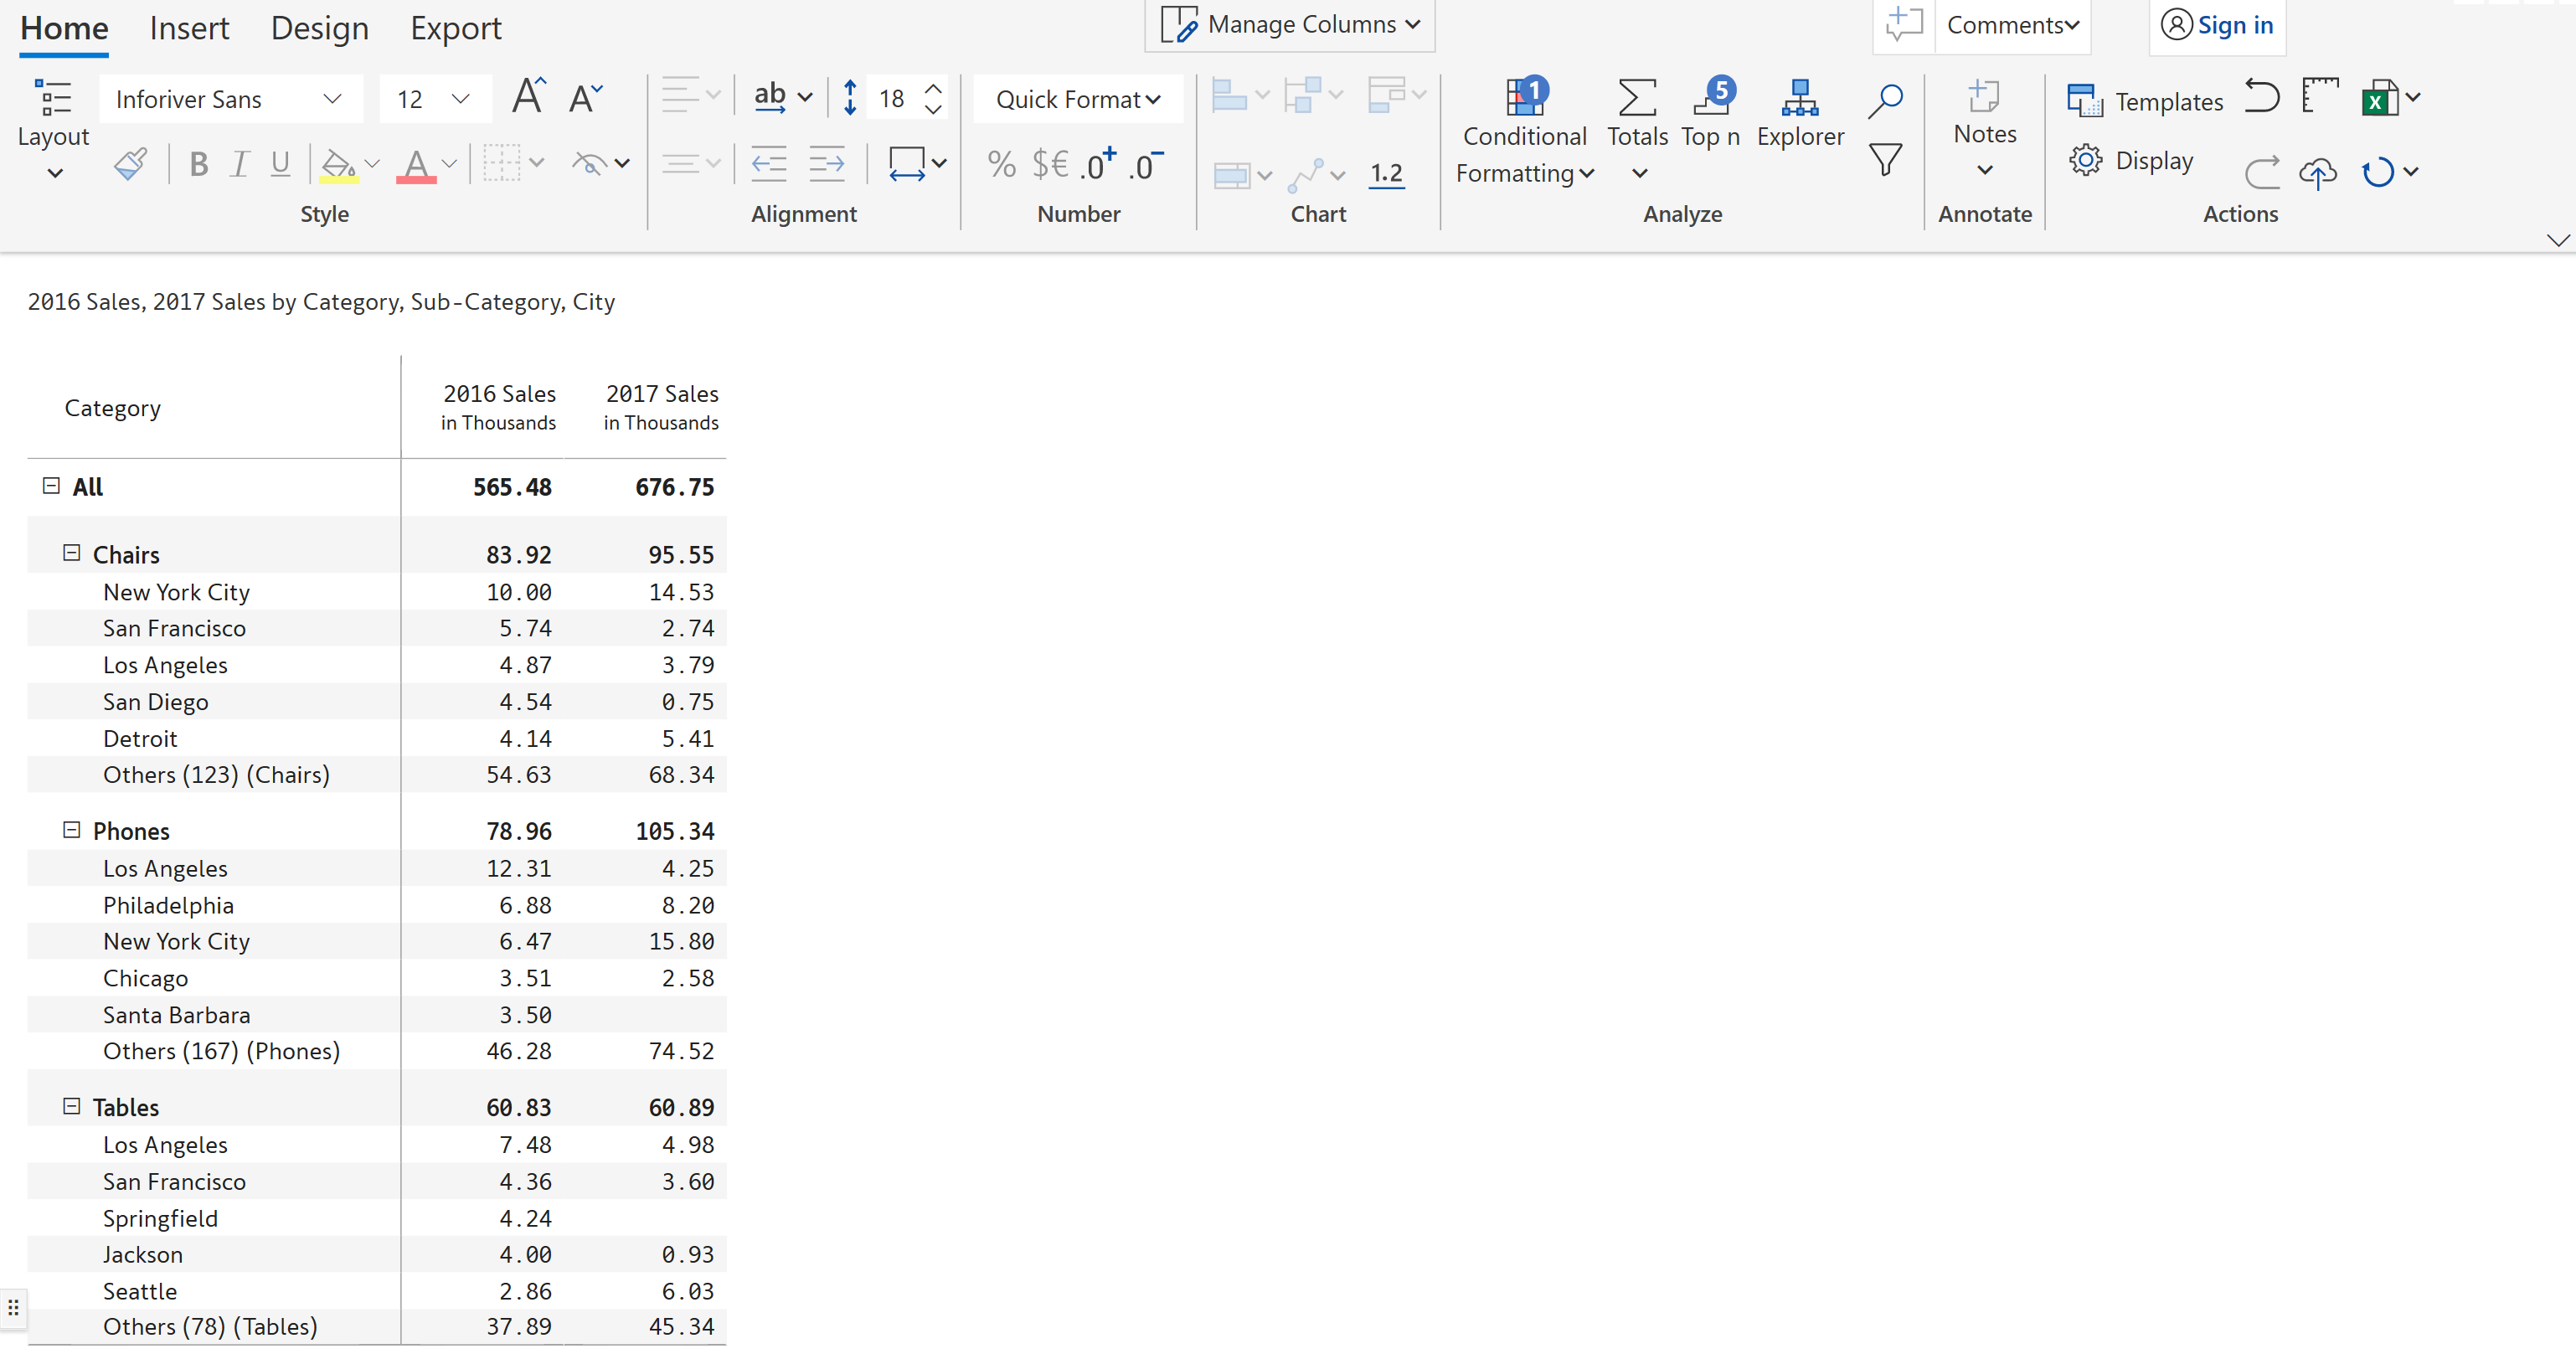 Home Insert Design Export Manage Columns Comments Sign in
Inforiver Sans 12 A A ab 18 Quick Format 1 5 Templates X
Layout Conditional Totals Top n Explorer Notes
B I U A % $€ .0+ .0- 1.2 Formatting Display
Style Alignment Number Chart Analyze Annotate Actions
2016 Sales, 2017 Sales by Category, Sub-Category, City
Category 2016 Sales 2017 Sales
in Thousands in Thousands
All 565.48 676.75
Chairs 83.92 95.55
New York City 10.00 14.53
San Francisco 5.74 2.74
Los Angeles 4.87 3.79
San Diego 4.54 0.75
Detroit 4.14 5.41
Others (123) (Chairs) 54.63 68.34
Phones 78.96 105.34
Los Angeles 12.31 4.25
Philadelphia 6.88 8.20
New York City 6.47 15.80
Chicago 3.51 2.58
Santa Barbara 3.50
Others (167) (Phones) 46.28 74.52
Tables 60.83 60.89
Los Angeles 7.48 4.98
San Francisco 4.36 3.60
Springfield 4.24
Jackson 4.00 0.93
Seattle 2.86 6.03
Others (78) (Tables) 37.89 45.34